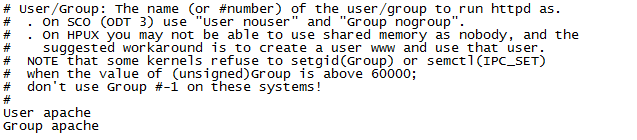 # User/Group: The name (or #number) of the user/group to run httpd as.
#  . On SCO (ODT 3) use "User nouser" and "Group nogroup".
#  . On HPUX you may not be able to use shared memory as nobody, and the
#    suggested workaround is to create a user www and use that user.
#  NOTE that some kernels refuse to setgid(Group) or semctl(IPC_SET)
#  when the value of (unsigned)Group is above 60000;
#  don't use Group #-1 on these systems!
#
User apache
Group apache